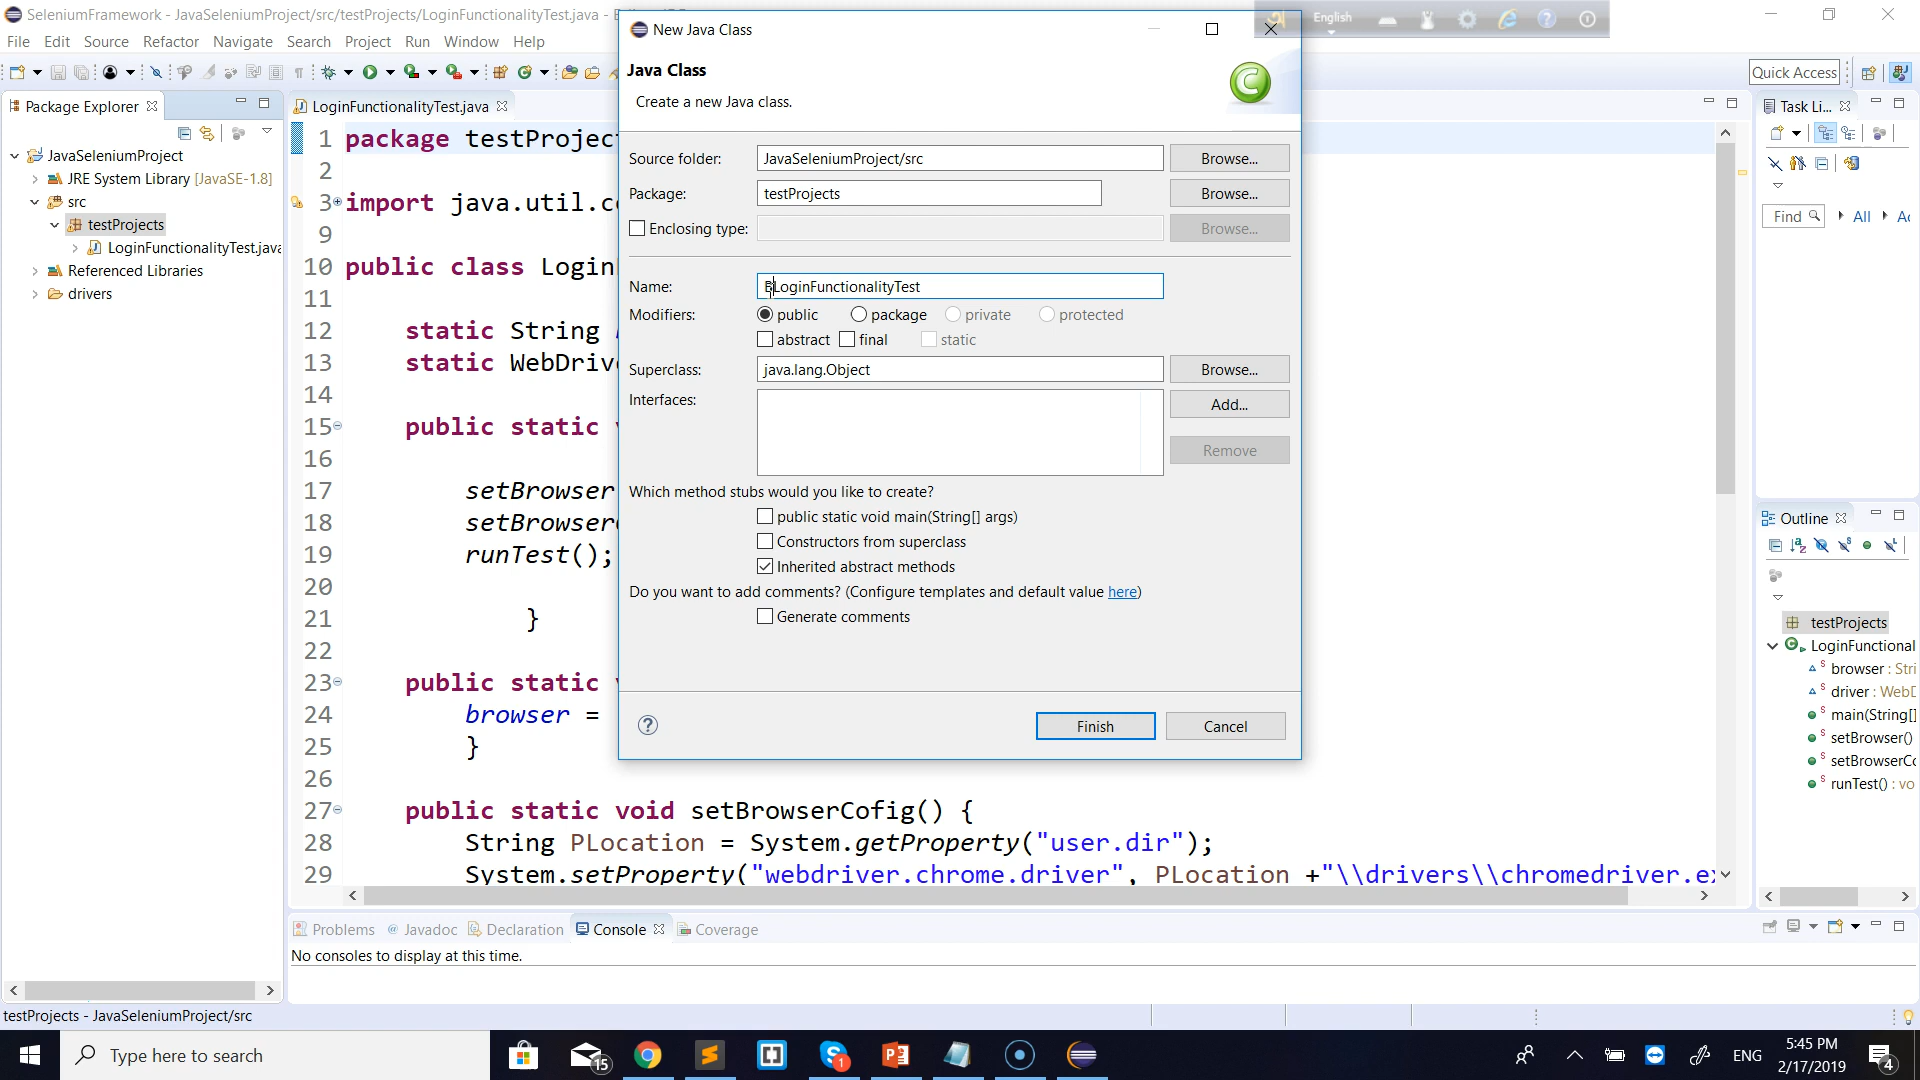 SeleniumFramework - JavaSeleniumProject/src/testProjects/LoginFunctionalityTest.java -
File Edit Source Refactor Navigate Search Project Run Window Help
Quick Access
Package Explorer
JavaSeleniumProject
JRE System Library [JavaSE-1.8]
src
testProjects
LoginFunctionalityTest.java
Referenced Libraries
drivers
LoginFunctionalityTest.java
1 package testProjec
2
3 import java.util.c
9
10 public class Login
11
12 static String
13 static WebDriv
14
15 public static
16
17 setBrowser
18 setBrowser
19 runTest();
20
21 }
22
23 public static
24 browser =
25 }
26
27 public static void setBrowserCofig() {
28 String PLocation = System.getProperty("user.dir");
29 System.setProperty("webdriver.chrome.driver", PLocation +"\\drivers\\chromedriver.ex
New Java Class
English
Java Class
Create a new Java class.
Source folder: JavaSeleniumProject/src Browse...
Package: testProjects Browse...
Enclosing type: Browse...
Name: BLoginFunctionalityTest
Modifiers: public package private protected
abstract final static
Superclass: java.lang.Object Browse...
Interfaces: Add...
Remove
Which method stubs would you like to create?
public static void main(String[] args)
Constructors from superclass
Inherited abstract methods
Do you want to add comments? (Configure templates and default value here)
Generate comments
Finish Cancel
Task Li...
Find All Ac
Outline
testProjects
LoginFunctional
browser : Stri
driver : WebD
main(String[]
setBrowser()
setBrowserCo
runTest() : vo
Problems Javadoc Declaration Console Coverage
No consoles to display at this time.
testProjects - JavaSeleniumProject/src
Type here to search
15
1
ENG
5:45 PM
2/17/2019
4